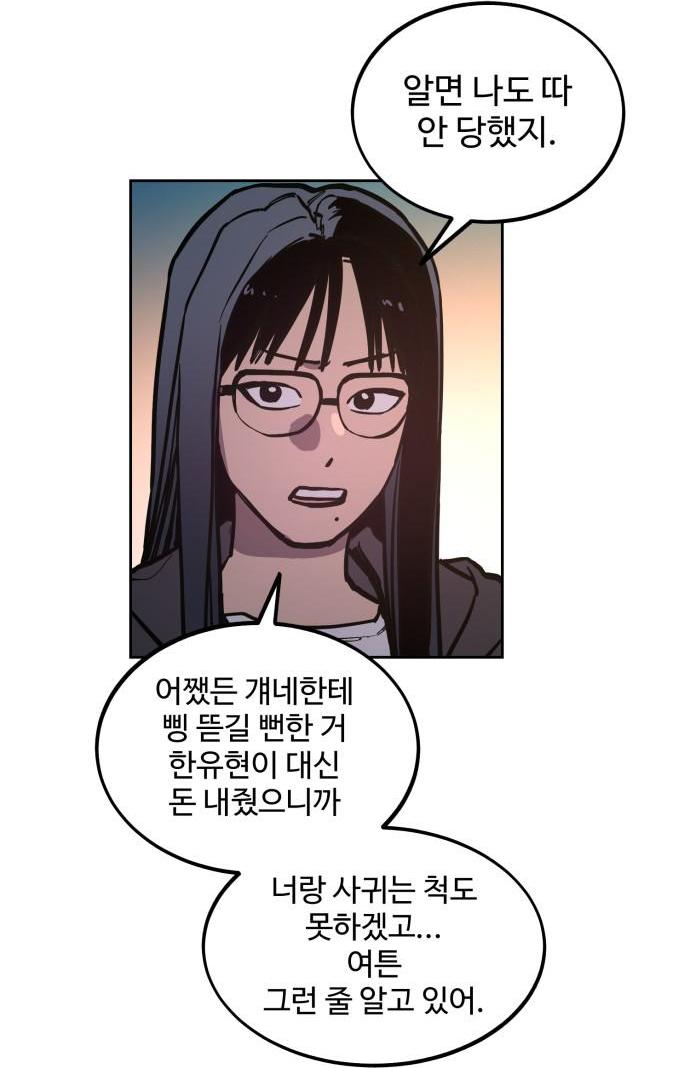 알면 나도 따
안 당했지.
어쨌든 걔네한테
삥 뜯길 뻔한 거
한유현이 대신
돈 내줬으니까
너랑 사귀는 척도
못하겠고...
여튼
그런 줄 알고 있어.